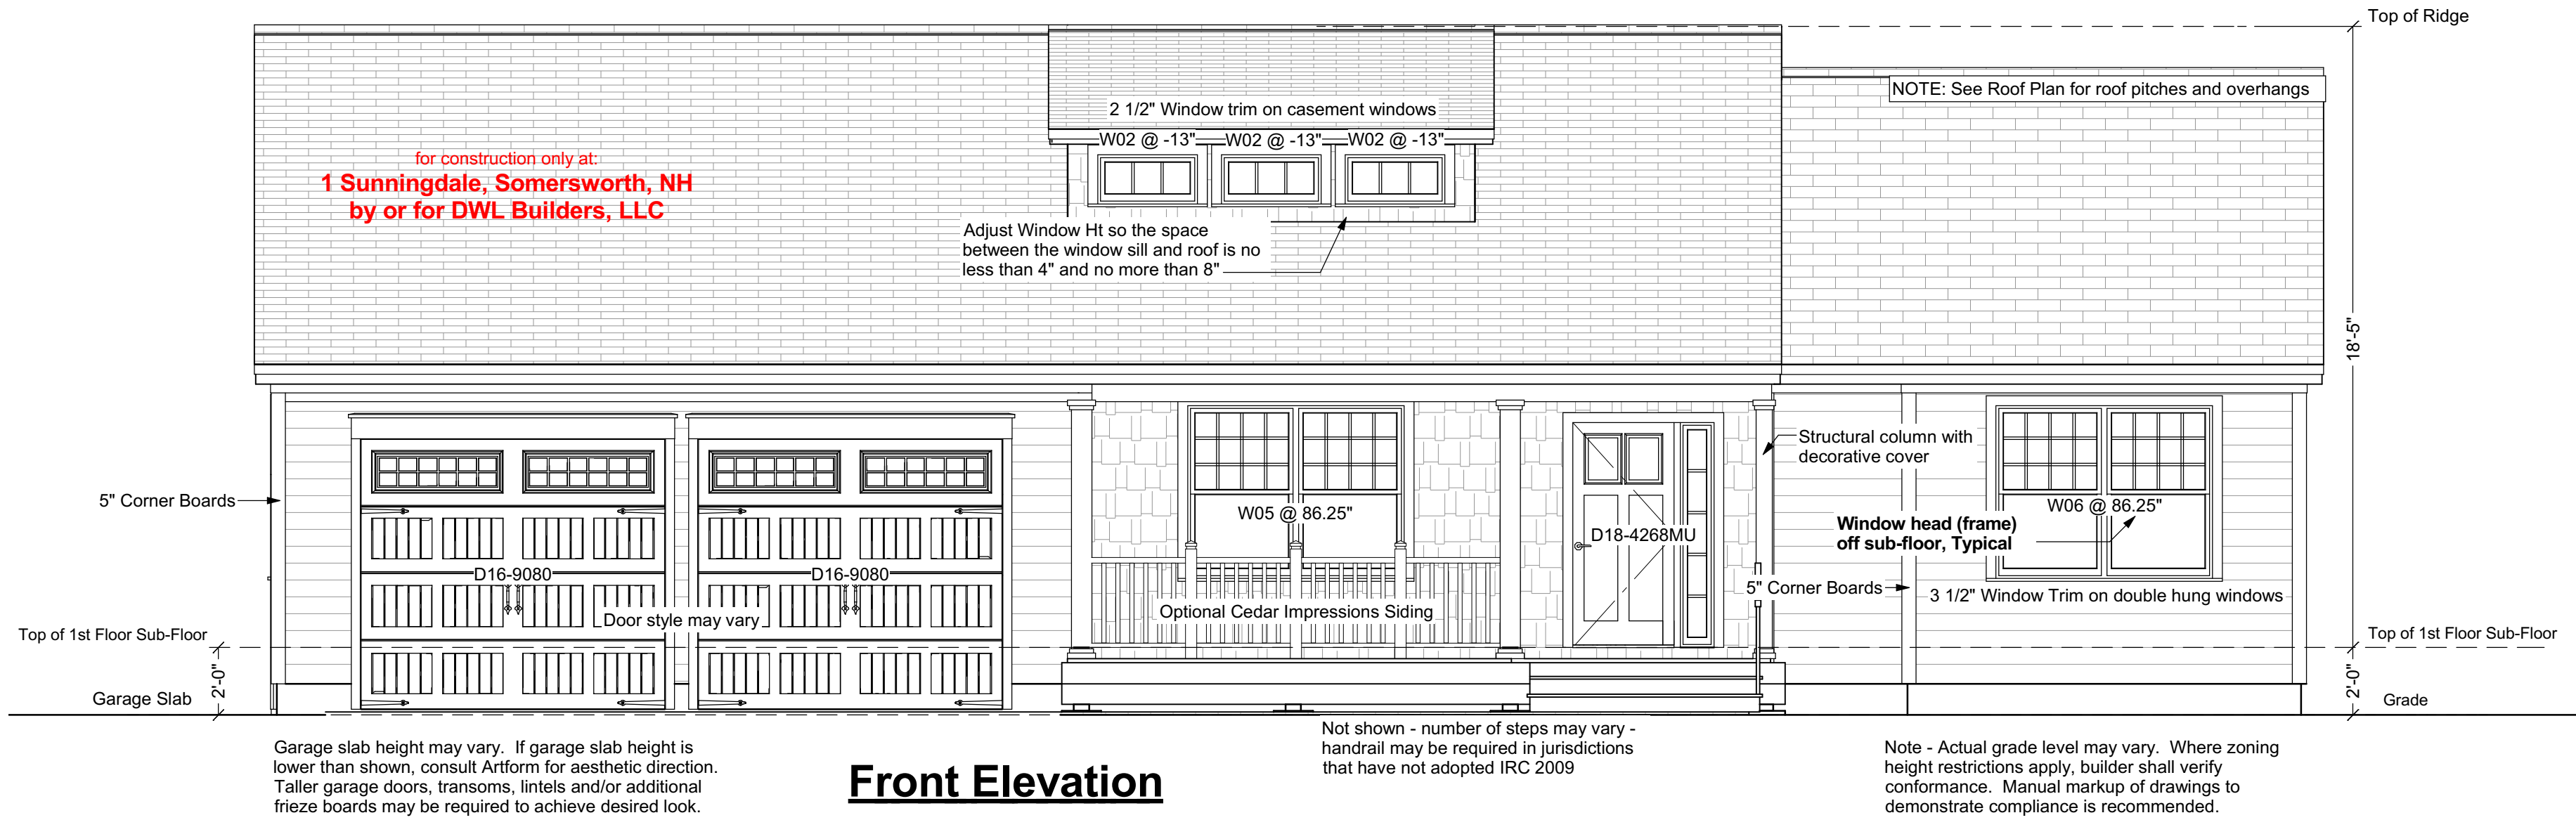 Top of Ridge
NOTE: See Roof Plan for roof pitches and overhangs
2 1/2" Window trim on casement windows
W02 @ -13" W02 @ -13" W02 @ -13"
for construction only at:
1 Sunningdale, Somersworth, NH
by or for DWL Builders, LLC
Adjust Window Ht so the space
between the window sill and roof is no
less than 4" and no more than 8"
18'-5"
Structural column with
decorative cover
5" Corner Boards
W05 @ 86.25"
W06 @ 86.25"
Window head (frame)
off sub-floor, Typical
D18-4268MU
D16-9080
D16-9080
5" Corner Boards
3 1/2" Window Trim on double hung windows
Optional Cedar Impressions Siding
Door style may vary
Top of 1st Floor Sub-Floor
Top of 1st Floor Sub-Floor
2'-0"
2'-0"
Garage Slab
Grade
Garage slab height may vary. If garage slab height is
lower than shown, consult Artform for aesthetic direction.
Taller garage doors, transoms, lintels and/or additional
frieze boards may be required to achieve desired look.
Front Elevation
Not shown - number of steps may vary -
handrail may be required in jurisdictions
that have not adopted IRC 2009
Note - Actual grade level may vary. Where zoning
height restrictions apply, builder shall verify
conformance. Manual markup of drawings to
demonstrate compliance is recommended.